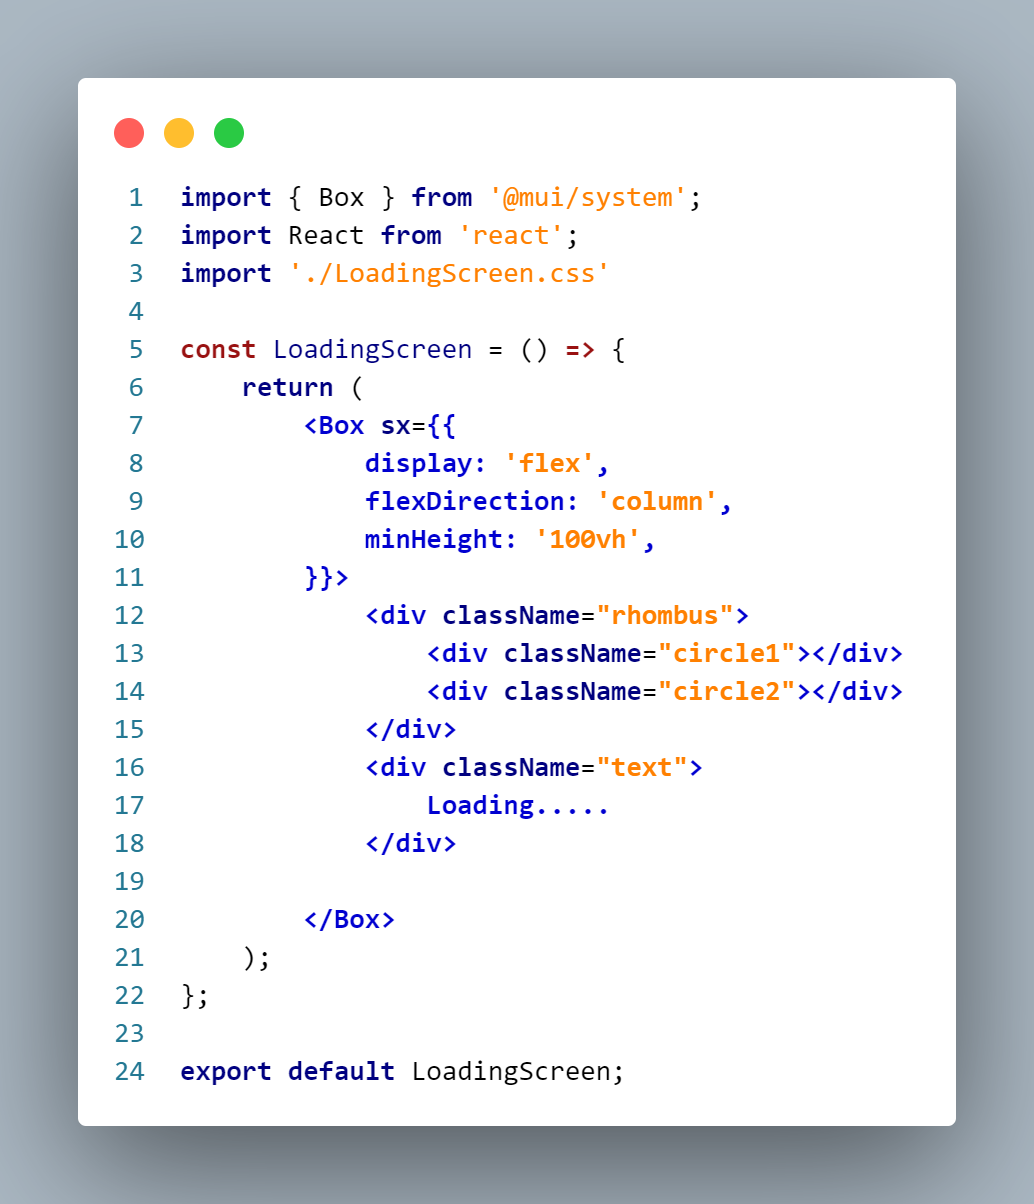 1 import { Box } from '@mui/system';
2 import React from 'react';
3 import './LoadingScreen.css'
4
5 const LoadingScreen = () => {
6     return (
7         <Box sx={{
8             display: 'flex',
9             flexDirection: 'column',
10             minHeight: '100vh',
11         }}>
12             <div className="rhombus">
13                 <div className="circle1"></div>
14                 <div className="circle2"></div>
15             </div>
16             <div className="text">
17                 Loading.....
18             </div>
19
20         </Box>
21     );
22 };
23
24 export default LoadingScreen;